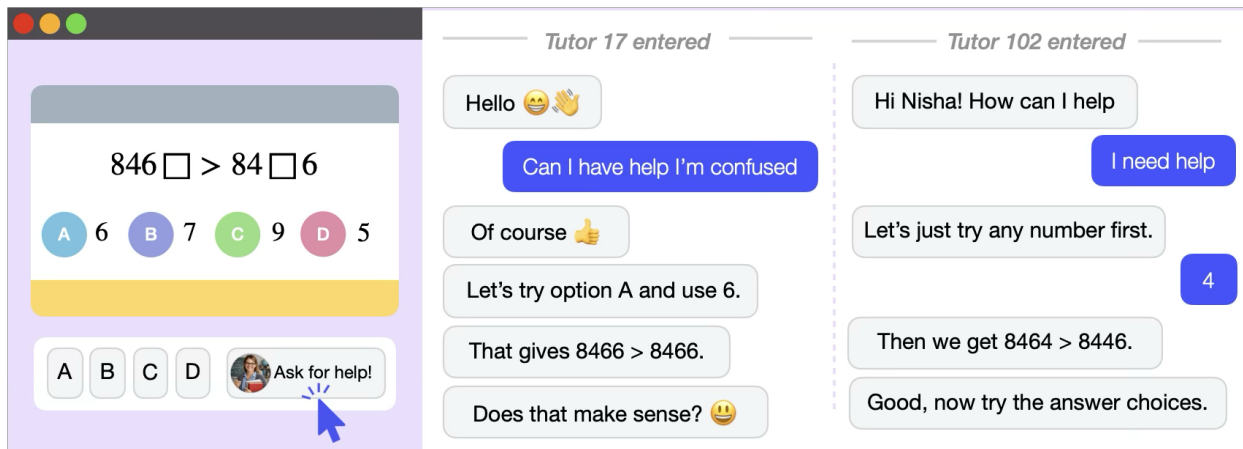 846□ > 84□6
A 6 B 7 C 9 D 5
A B C D Ask for help!
Tutor 17 entered
Hello 😄👋
Can I have help I'm confused
Of course 👍
Let's try option A and use 6.
That gives 8466 > 8466.
Does that make sense? 😃
Tutor 102 entered
Hi Nisha! How can I help
I need help
Let's just try any number first.
4
Then we get 8464 > 8446.
Good, now try the answer choices.